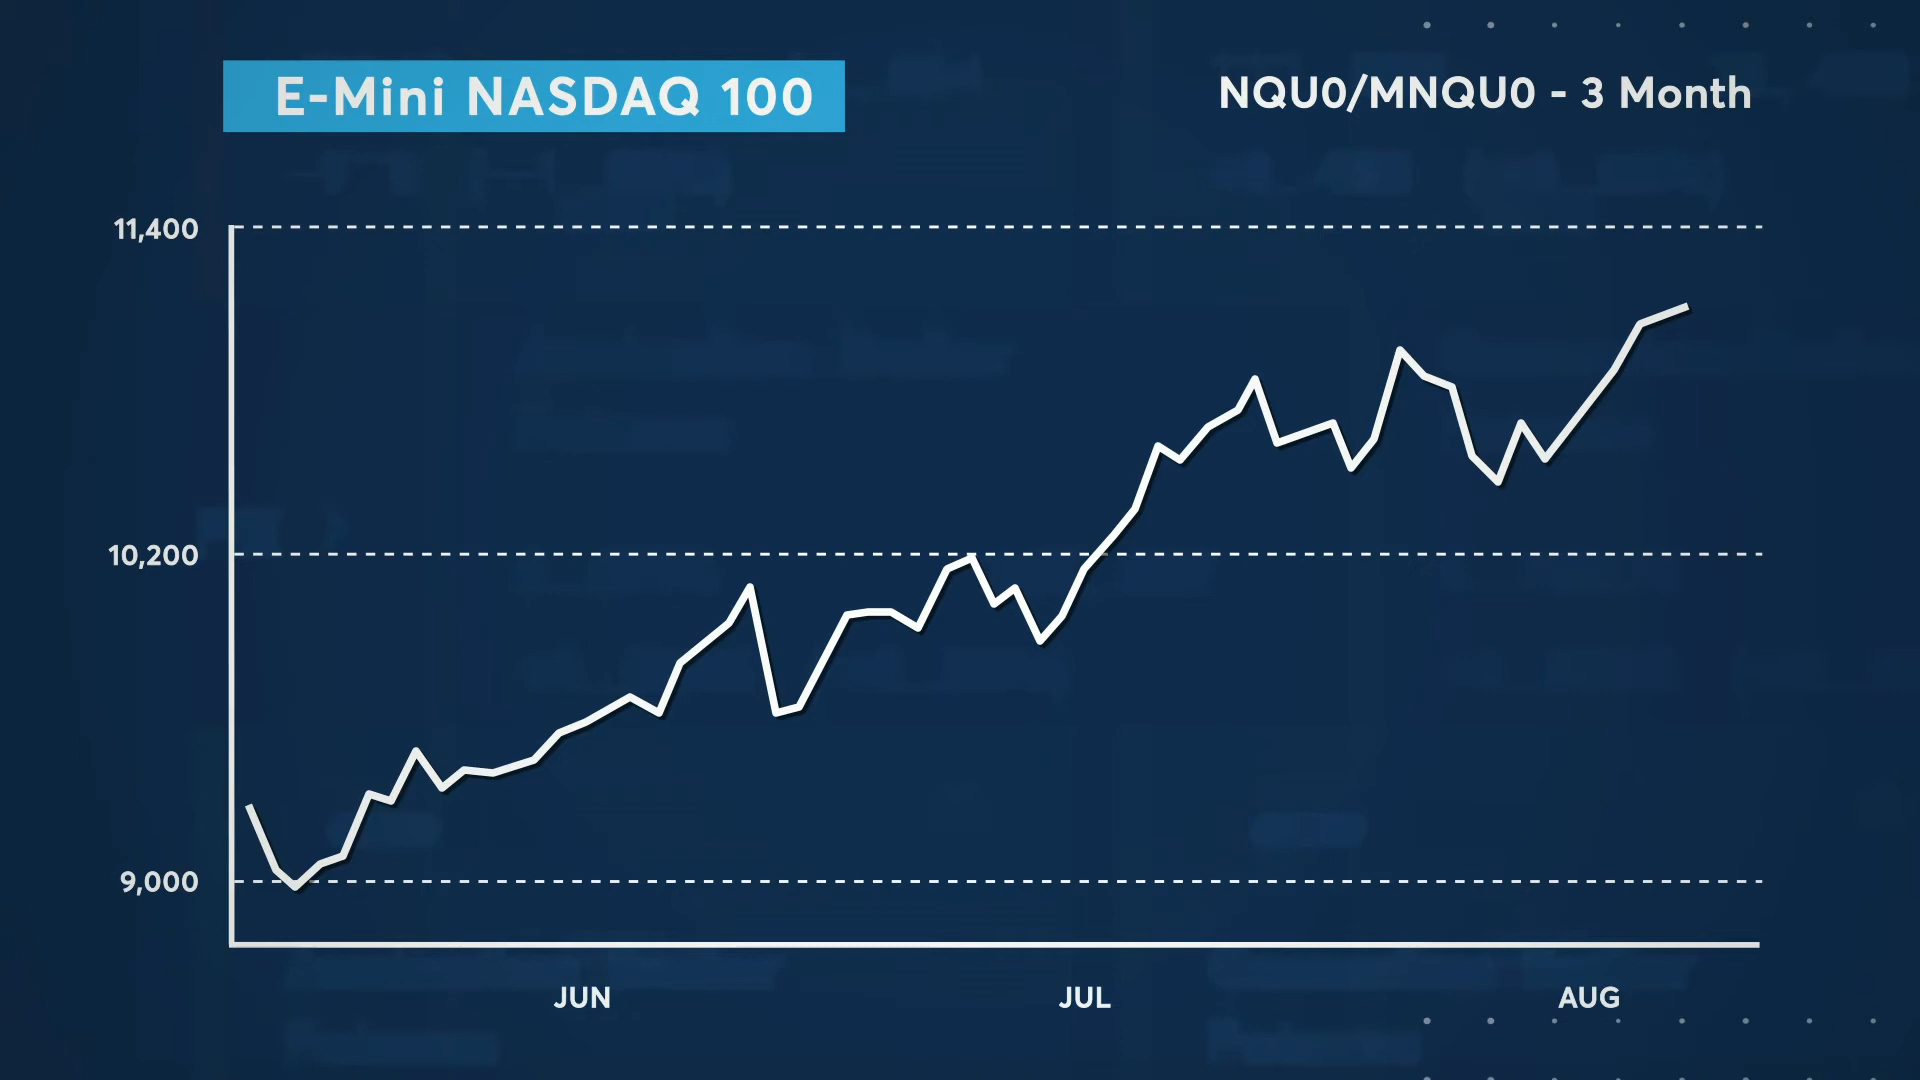 E-Mini NASDAQ 100
NQU0/MNQU0 - 3 Month
11,400
10,200
9,000
JUN
JUL
AUG